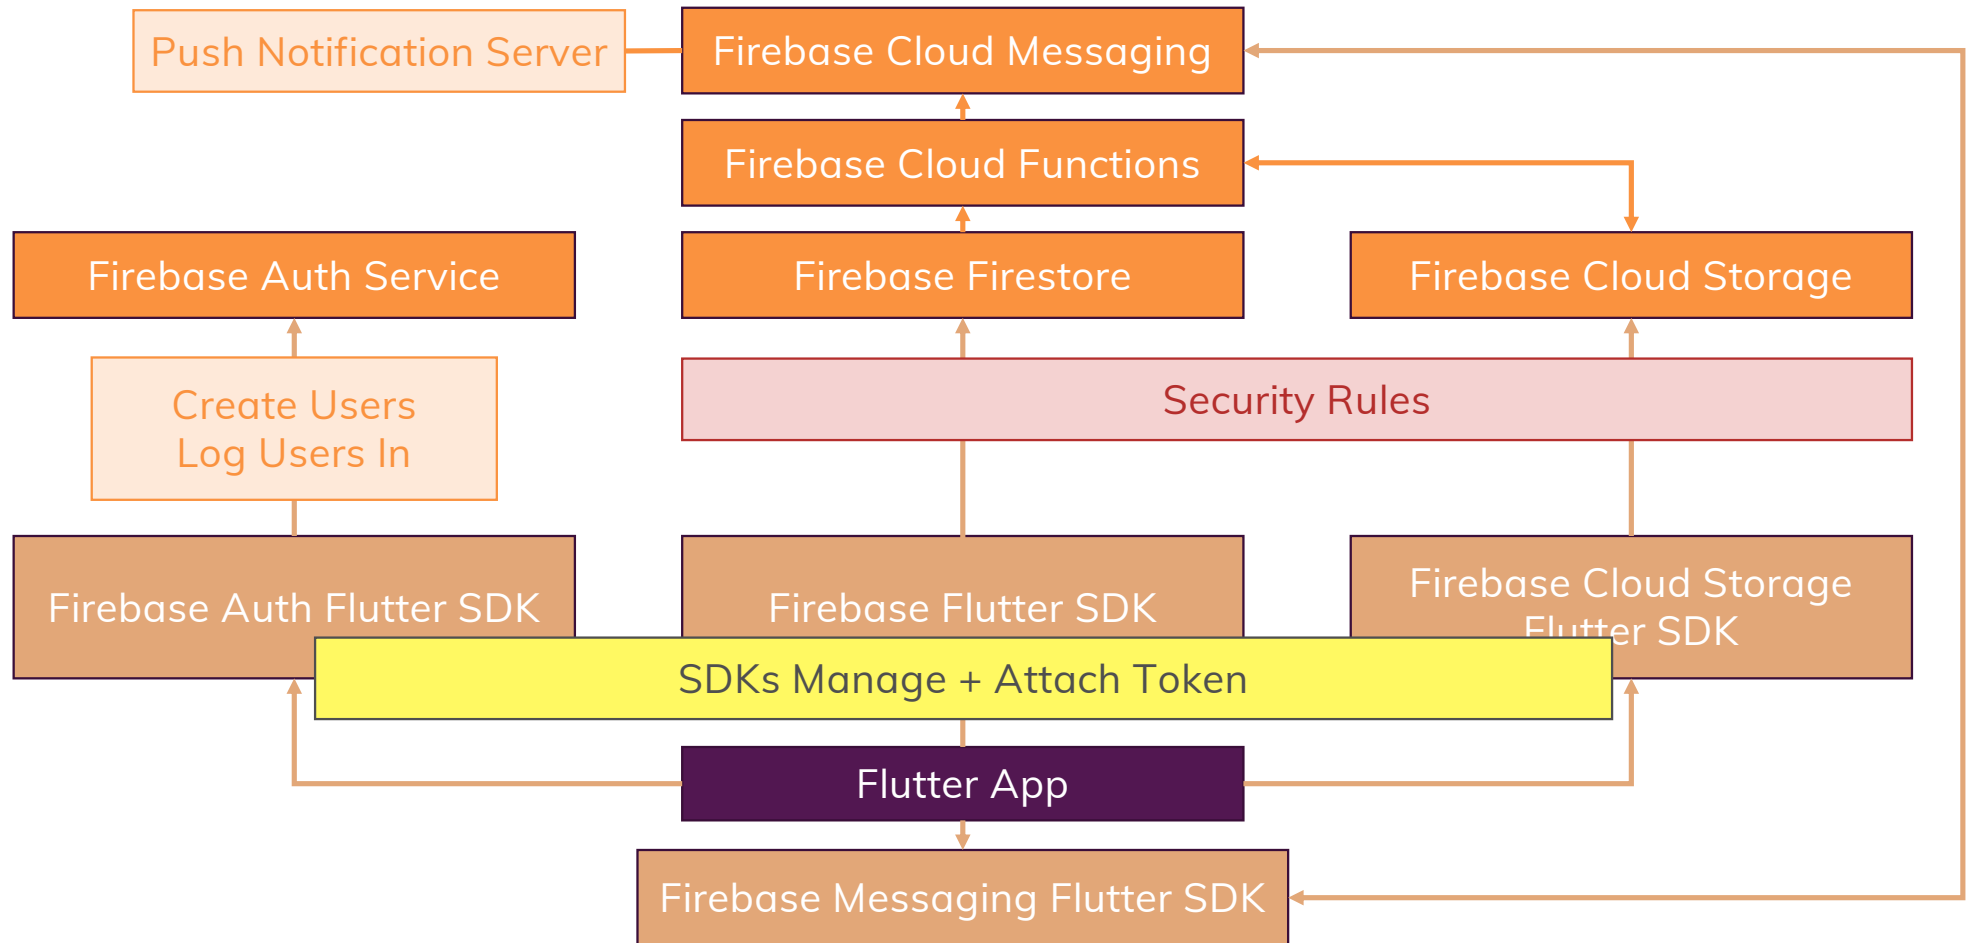 Push Notification Server
Firebase Cloud Messaging
Firebase Cloud Functions
Firebase Auth Service
Firebase Firestore
Firebase Cloud Storage
Create Users
Log Users In
Security Rules
Firebase Auth Flutter SDK
Firebase Flutter SDK
Firebase Cloud Storage
Flutter SDK
SDKs Manage + Attach Token
Flutter App
Firebase Messaging Flutter SDK